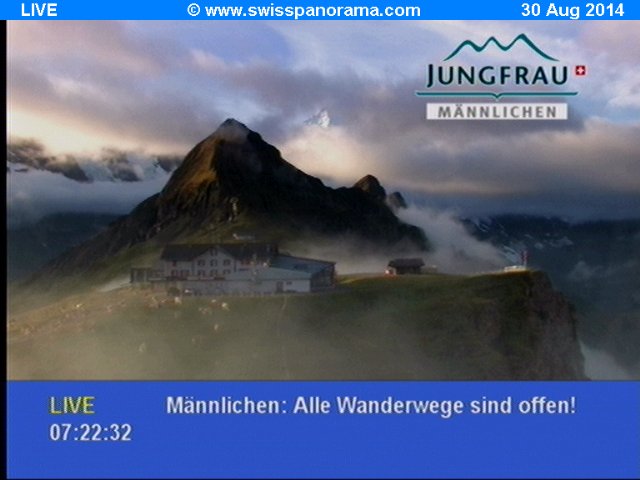 LIVE © www.swisspanorama.com 30 Aug 2014
JUNGFRAU
MÄNNLICHEN
LIVE Männlichen: Alle Wanderwege sind offen!
07:22:32